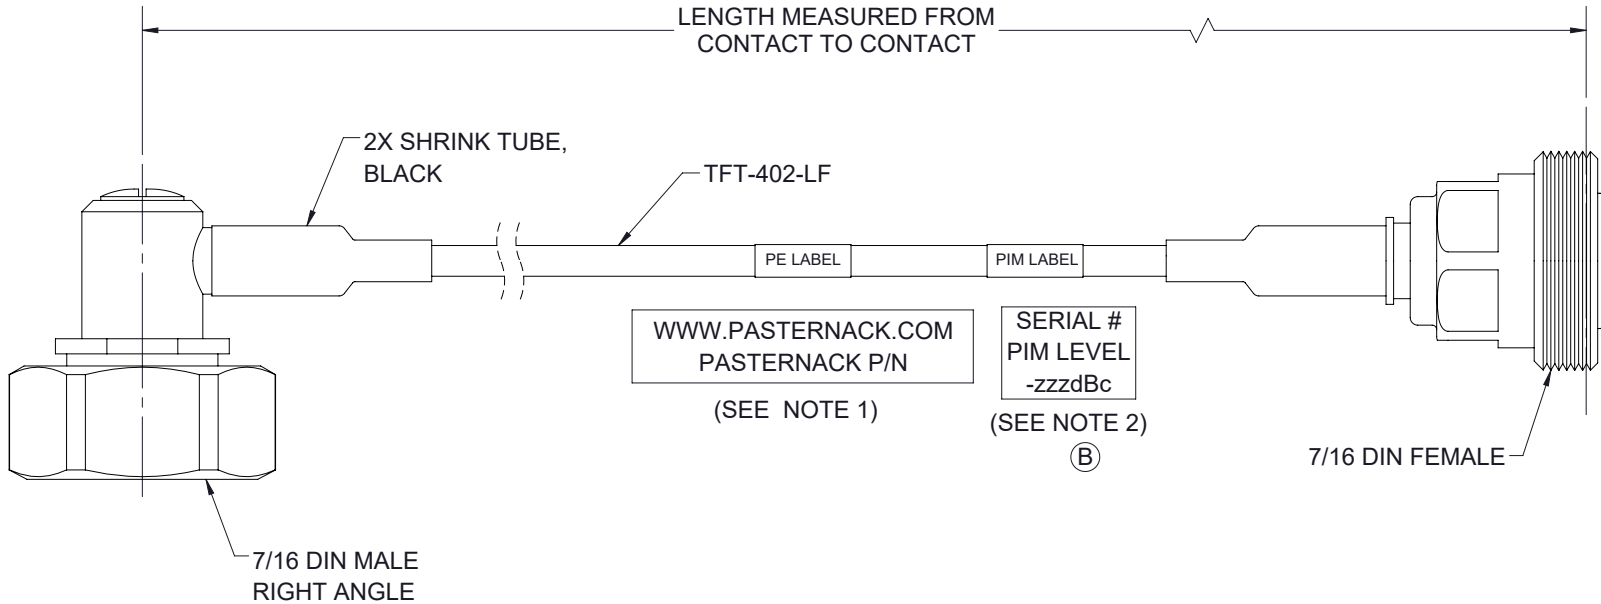 LENGTH MEASURED FROM
CONTACT TO CONTACT
2X SHRINK TUBE,
BLACK
TFT-402-LF
PE LABEL
PIM LABEL
WWW.PASTERNACK.COM
PASTERNACK P/N
(SEE NOTE 1)
SERIAL #
PIM LEVEL
-zzzdBc
(SEE NOTE 2)
B
7/16 DIN FEMALE
7/16 DIN MALE
RIGHT ANGLE